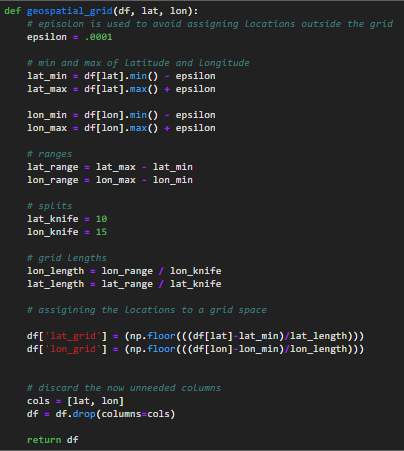 def geospatial_grid(df, lat, lon):
# episolon is used to avoid assigning locations outside the grid
epsilon = .0001
# min and max of latitude and longitude
lat_min = df[lat].min() - epsilon
lat_max = df[lat].max() + epsilon
lon_min = df[lon].min() - epsilon
lon_max = df[lon].max() + epsilon
# ranges
lat_range = lat_max - lat_min
lon_range = lon_max - lon_min
# splits
lat_knife = 10
lon_knife = 15
# grid lengths
lon_length = lon_range / lon_knife
lat_length = lat_range / lat_knife
# assigining the locations to a grid space
df['lat_grid'] = (np.floor(((df[lat]-lat_min)/lat_length)))
df['lon_grid'] = (np.floor(((df[lon]-lon_min)/lon_length)))
# discard the now unneeded columns
cols = [lat, lon]
df = df.drop(columns=cols)
return df